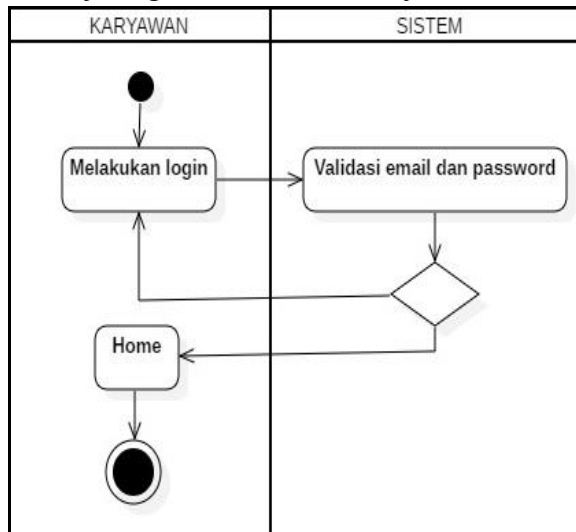 KARYAWAN
SISTEM
Melakukan login
Validasi email dan password
Home